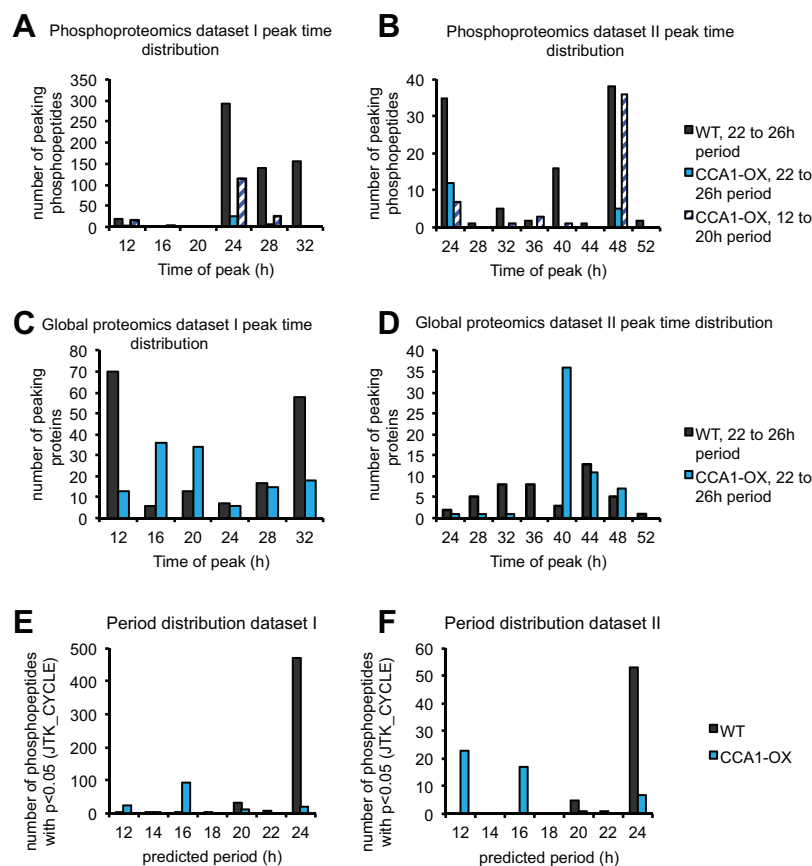 A
Phosphoproteomics dataset I peak time
distribution
number of peaking
phosphopeptides
350
300
250
200
150
100
50
0
12 16 20 24 28 32
Time of peak (h)
B
Phosphoproteomics dataset II peak time
distribution
number of peaking
phosphopeptides
40
30
20
10
0
24 28 32 36 40 44 48 52
Time of peak (h)
WT, 22 to 26h
period
CCA1-OX, 22 to
26h period
CCA1-OX, 12 to
20h period
C
Global proteomics dataset I peak time
distribution
number of peaking
proteins
80
70
60
50
40
30
20
10
0
12 16 20 24 28 32
Time of peak (h)
D
Global proteomics dataset II peak time distribution
number of peaking
proteins
40
35
30
25
20
15
10
5
0
24 28 32 36 40 44 48 52
Time of peak (h)
WT, 22 to 26h
period
CCA1-OX, 22 to
26h period
E
Period distribution dataset I
number of phosphopeptides
with p<0.05 (JTK_CYCLE)
500
400
300
200
100
0
12 14 16 18 20 22 24
predicted period (h)
F
Period distribution dataset II
number of phosphopeptides
with p<0.05 (JTK_CYCLE)
60
50
40
30
20
10
0
12 14 16 18 20 22 24
predicted period (h)
WT
CCA1-OX